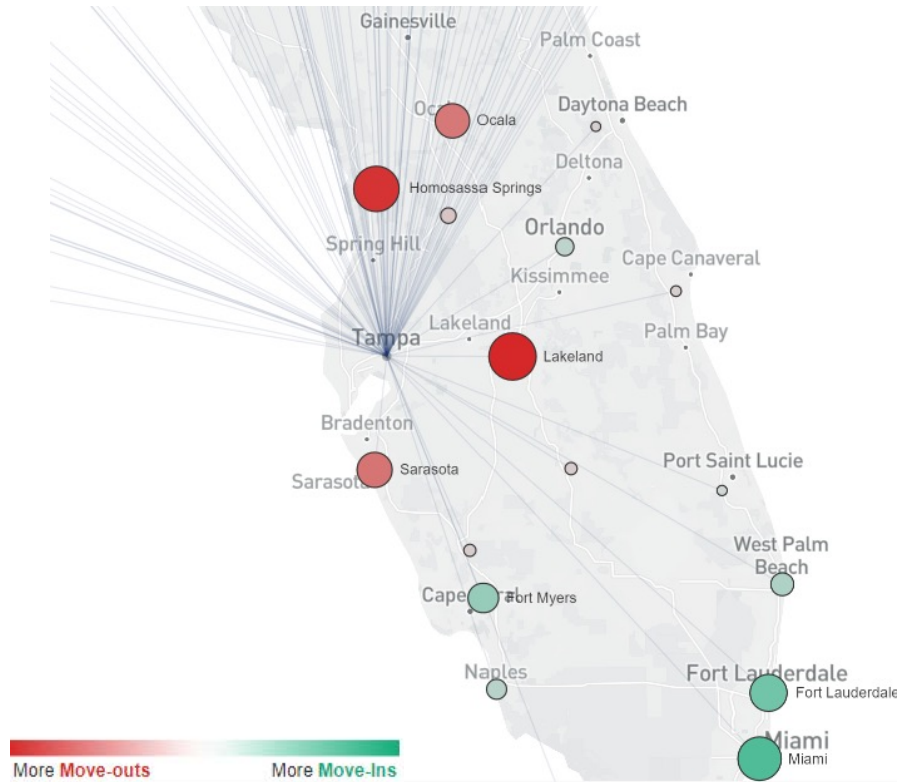 Gainesville
Palm Coast
Ocala
Daytona Beach
Deltona
Homosassa Springs
Orlando
Spring Hill
Cape Canaveral
Kissimmee
Lakeland
Tampa
Palm Bay
Lakeland
Bradenton
Port Saint Lucie
Sarasota
Sarasota
West Palm
Beach
Fort Myers
Naples
Fort Lauderdale
Fort Lauderdale
Miami
Miami
More Move-outs
More Move-Ins